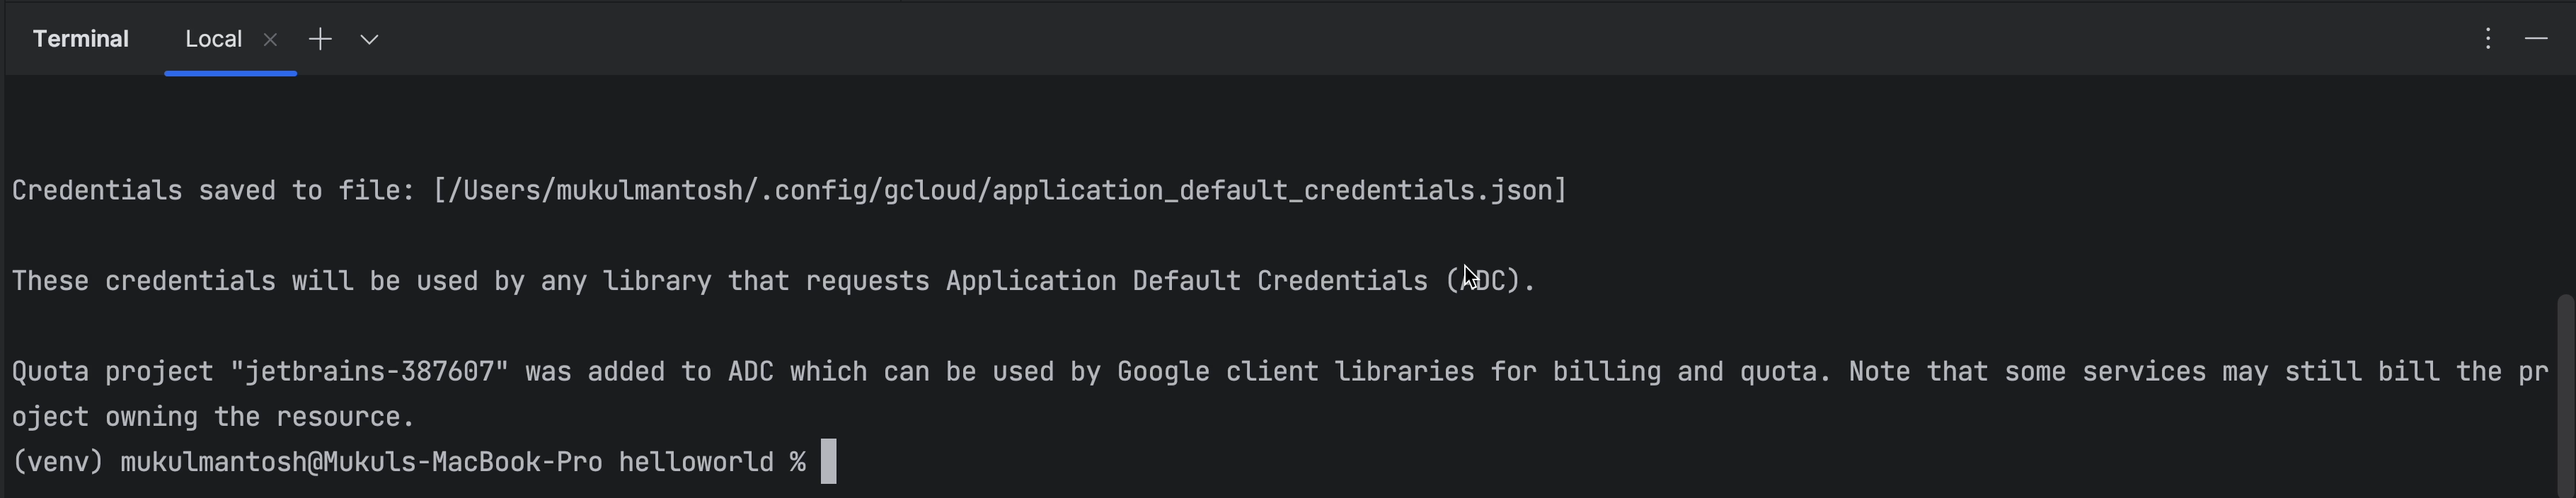 Terminal Local
Credentials saved to file: [/Users/mukulmantosh/.config/gcloud/application_default_credentials.json]
These credentials will be used by any library that requests Application Default Credentials (ADC).
Quota project "jetbrains-387607" was added to ADC which can be used by Google client libraries for billing and quota. Note that some services may still bill the pr
oject owning the resource.
(venv) mukulmantosh@Mukuls-MacBook-Pro helloworld %